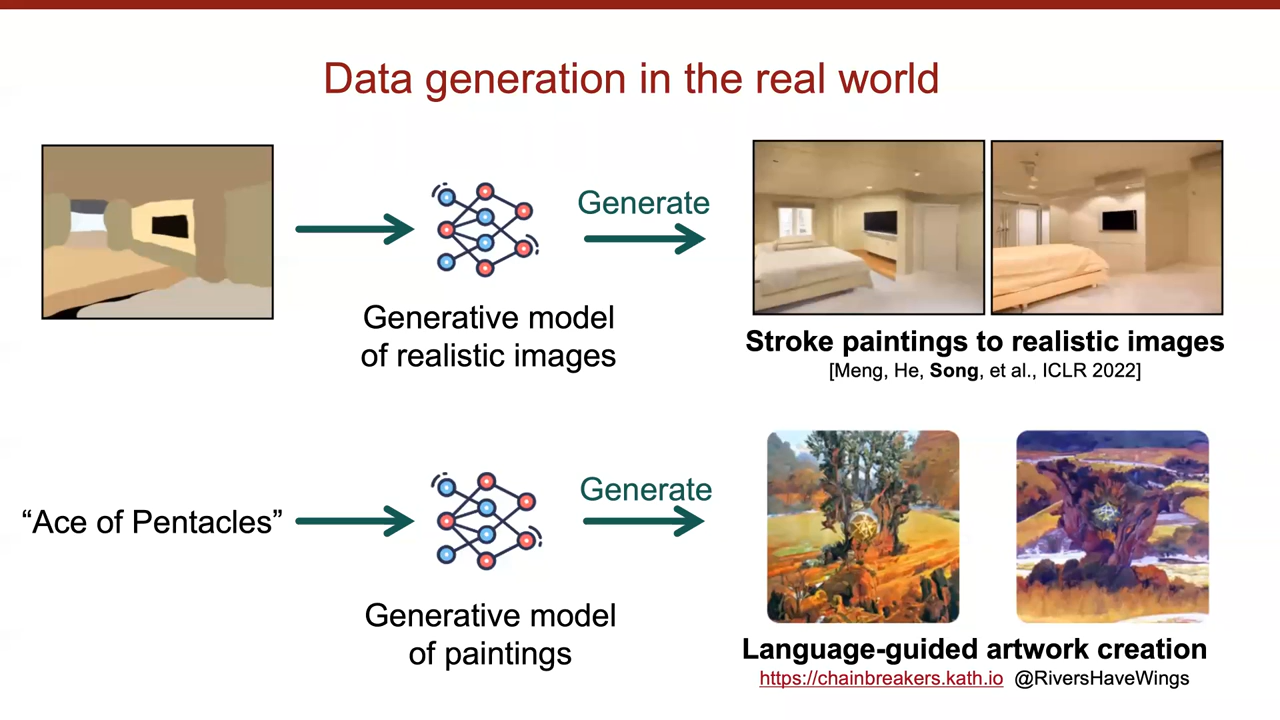 Data generation in the real world
Generate
Generative model
of realistic images
Stroke paintings to realistic images
[Meng, He, Song, et al., ICLR 2022]
“Ace of Pentacles”
Generate
Generative model
of paintings
Language-guided artwork creation
https://chainbreakers.kath.io @RiversHaveWings